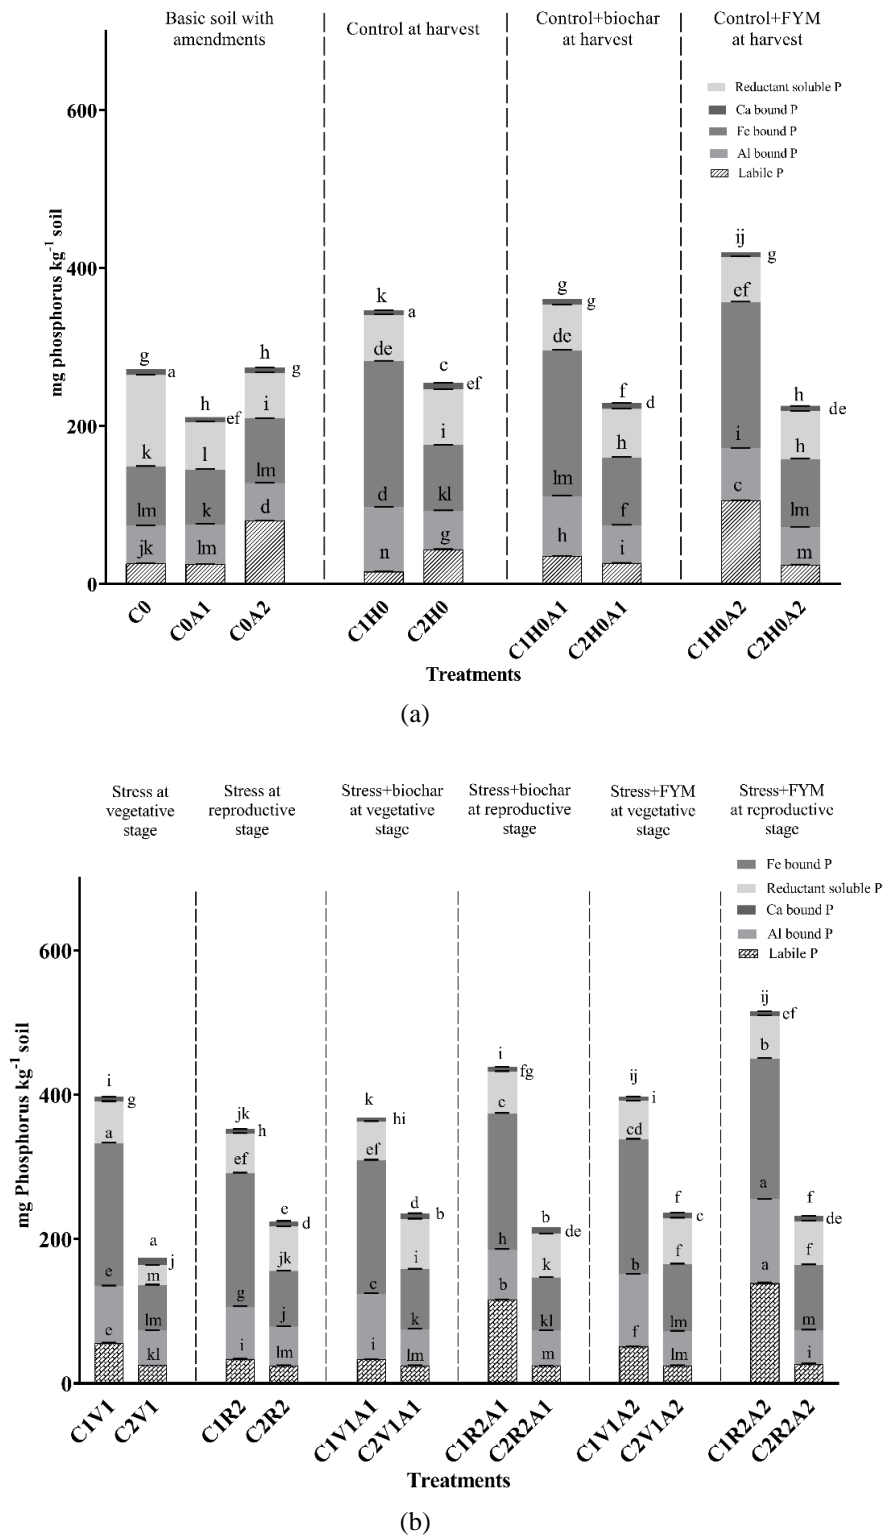 Basic soil with
amendments
Control at harvest
Control+biochar
at harvest
Control+FYM
at harvest
Reductant soluble P
Ca bound P
Fe bound P
Al bound P
Labile P
mg phosphorus kg-1 soil
600
400
200
0
g
a
k
lm
jk
h
ef
l
k
lm
h
g
i
lm
d
k
a
de
d
n
c
ef
i
kl
g
g
g
de
lm
h
f
d
h
f
i
ij
g
ef
i
c
h
de
h
lm
m
C0
C0A1
C0A2
C1H0
C2H0
C1H0A1
C2H0A1
C1H0A2
C2H0A2
Treatments
(a)
Stress at
vegetative
stage
Stress at
reproductive
stage
Stress+biochar
at vegetative
stage
Stress+biochar
at reproductive
stage
Stress+FYM
at vegetative
stage
Stress+FYM
at reproductive
stage
Fe bound P
Reductant soluble P
Ca bound P
Al bound P
Labile P
mg Phosphorus kg-1 soil
600
400
200
0
i
g
a
e
e
a
j
m
lm
kl
jk
h
ef
g
i
e
d
jk
j
lm
k
hi
ef
c
i
d
b
i
k
lm
i
fg
c
h
b
b
de
k
kl
m
ij
i
cd
b
f
f
c
f
lm
lm
ij
ef
b
a
a
f
de
f
m
i
C1V1
C2V1
C1R2
C2R2
C1V1A1
C2V1A1
C1R2A1
C2R2A1
C1V1A2
C2V1A2
C1R2A2
C2R2A2
Treatments
(b)